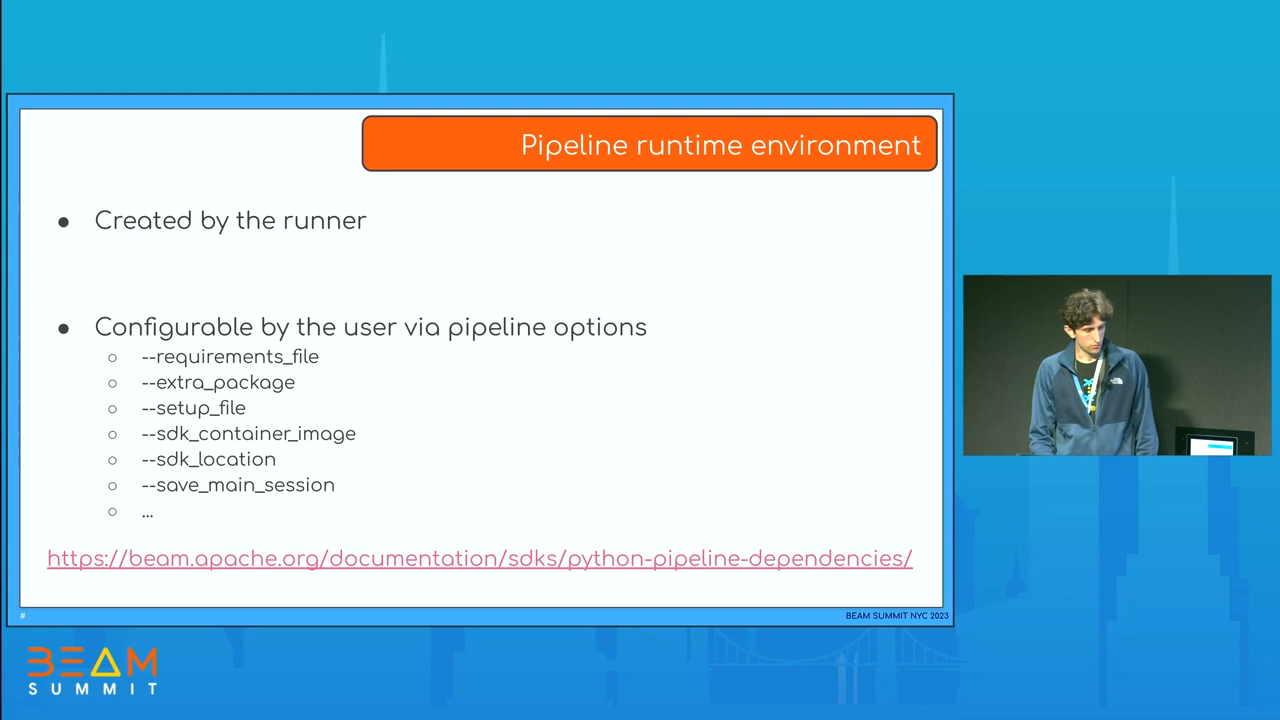 Pipeline runtime environment
● Created by the runner
● Configurable by the user via pipeline options
○ --requirements_file
○ --extra_package
○ --setup_file
○ --sdk_container_image
○ --sdk_location
○ --save_main_session
○ ...
https://beam.apache.org/documentation/sdks/python-pipeline-dependencies/
#
BEAM SUMMIT NYC 2023
BEAM
SUMMIT